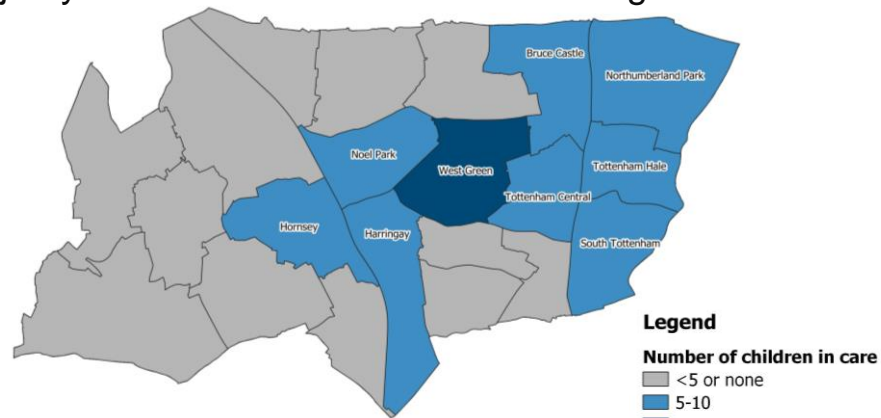 Bruce Castle
Northumberland Park
Noel Park
West Green
Tottenham Hale
Tottenham Central
Hornsey
Harringay
South Tottenham
Legend
Number of children in care
<5 or none
5-10